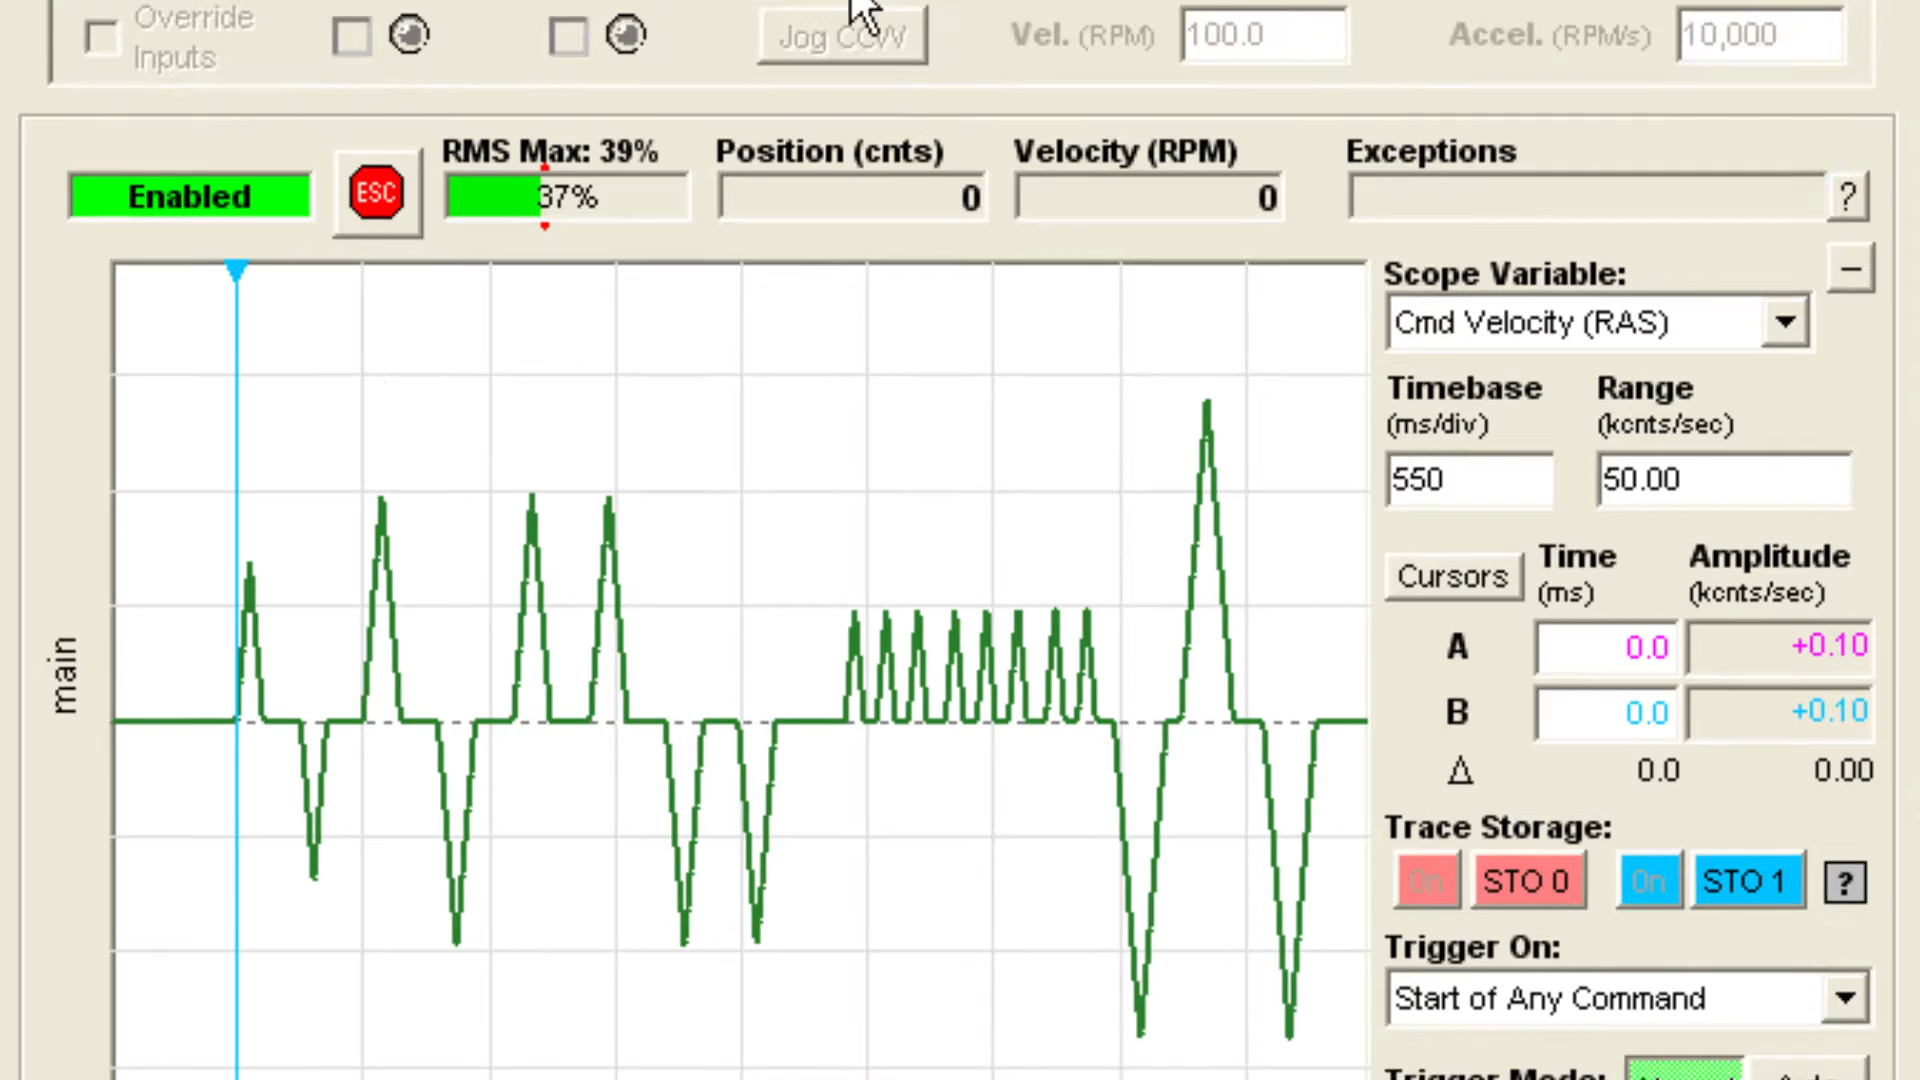 Override
Inputs
Jog CCW
Vel. (RPM)
100.0
Accel. (RPM/s)
10,000
Enabled
ESC
RMS Max: 39%
37%
Position (cnts)
0
Velocity (RPM)
0
Exceptions
?
Scope Variable:
Cmd Velocity (RAS)
Timebase
(ms/div)
550
Range
(kcnts/sec)
50.00
Cursors
Time
(ms)
Amplitude
(kcnts/sec)
A
0.0
+0.10
B
0.0
+0.10
Δ
0.0
0.00
main
Trace Storage:
On
STO 0
On
STO 1
?
Trigger On:
Start of Any Command
Trigger Mode: